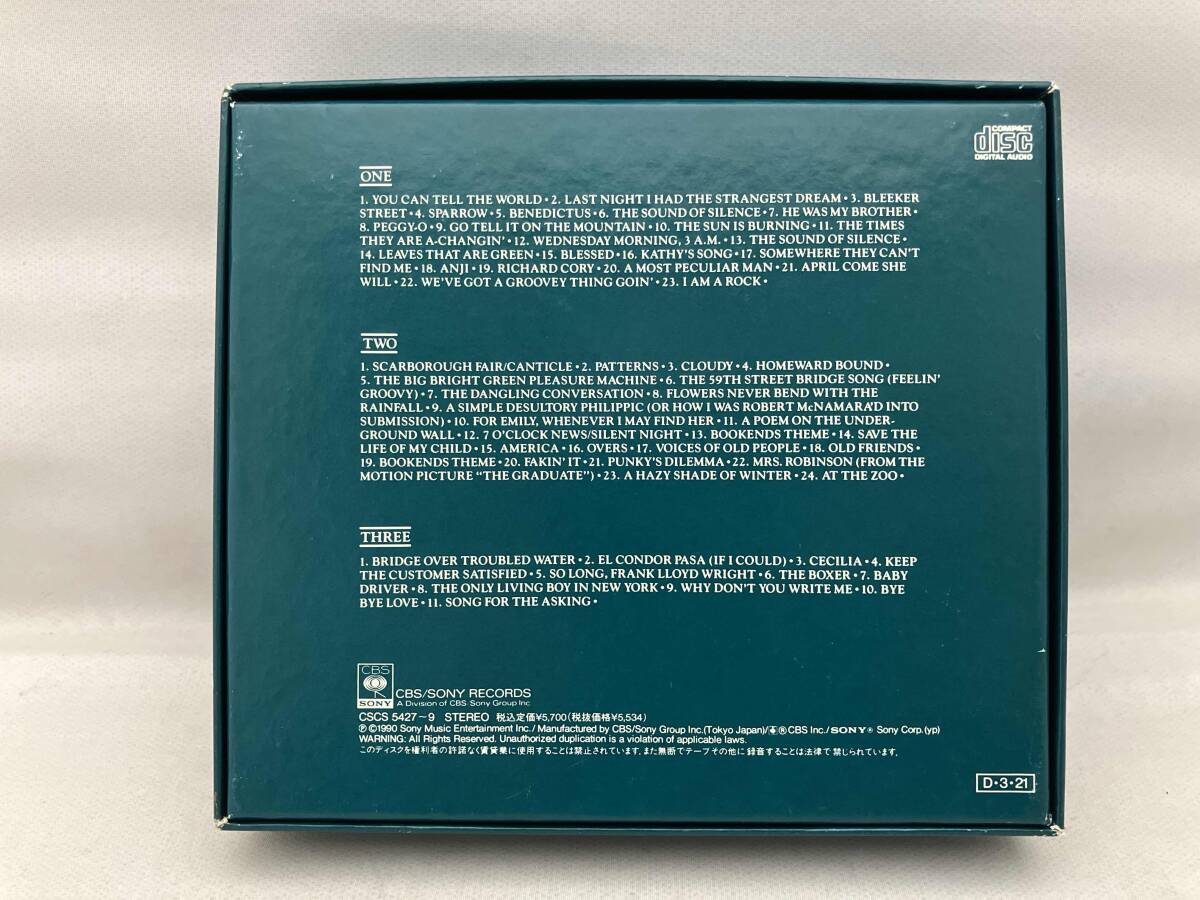 COMPACT
disc
DIGITAL AUDIO
ONE
1. YOU CAN TELL THE WORLD • 2. LAST NIGHT I HAD THE STRANGEST DREAM • 3. BLEEKER
STREET • 4. SPARROW • 5. BENEDICTUS • 6. THE SOUND OF SILENCE • 7. HE WAS MY BROTHER •
8. PEGGY-O • 9. GO TELL IT ON THE MOUNTAIN • 10. THE SUN IS BURNING • 11. THE TIMES
THEY ARE A-CHANGIN' • 12. WEDNESDAY MORNING, 3 A.M. • 13. THE SOUND OF SILENCE •
14. LEAVES THAT ARE GREEN • 15. BLESSED • 16. KATHY'S SONG • 17. SOMEWHERE THEY CAN'T
FIND ME • 18. ANJI • 19. RICHARD CORY • 20. A MOST PECULIAR MAN • 21. APRIL COME SHE
WILL • 22. WE'VE GOT A GROOVEY THING GOIN' • 23. I AM A ROCK •
TWO
1. SCARBOROUGH FAIR/CANTICLE • 2. PATTERNS • 3. CLOUDY • 4. HOMEWARD BOUND •
5. THE BIG BRIGHT GREEN PLEASURE MACHINE • 6. THE 59TH STREET BRIDGE SONG (FEELIN'
GROOVY) • 7. THE DANGLING CONVERSATION • 8. FLOWERS NEVER BEND WITH THE
RAINFALL • 9. A SIMPLE DESULTORY PHILIPPIC (OR HOW I WAS ROBERT McNAMARA'D INTO
SUBMISSION) • 10. FOR EMILY, WHENEVER I MAY FIND HER • 11. A POEM ON THE UNDER-
GROUND WALL • 12. 7 O'CLOCK NEWS/SILENT NIGHT • 13. BOOKENDS THEME • 14. SAVE THE
LIFE OF MY CHILD • 15. AMERICA • 16. OVERS • 17. VOICES OF OLD PEOPLE • 18. OLD FRIENDS •
19. BOOKENDS THEME • 20. FAKIN' IT • 21. PUNKY'S DILEMMA • 22. MRS. ROBINSON (FROM THE
MOTION PICTURE “THE GRADUATE”) • 23. A HAZY SHADE OF WINTER • 24. AT THE ZOO •
THREE
1. BRIDGE OVER TROUBLED WATER • 2. EL CONDOR PASA (IF I COULD) • 3. CECILIA • 4. KEEP
THE CUSTOMER SATISFIED • 5. SO LONG, FRANK LLOYD WRIGHT • 6. THE BOXER • 7. BABY
DRIVER • 8. THE ONLY LIVING BOY IN NEW YORK • 9. WHY DON'T YOU WRITE ME • 10. BYE
BYE LOVE • 11. SONG FOR THE ASKING •
CBS
SONY
CBS/SONY RECORDS
A Division of CBS Sony Group Inc
CSCS 5427-9 STEREO 税込定価¥5,700(税抜価格¥5,534)
Ⓟ©1990 Sony Music Entertainment Inc./ Manufactured by CBS/Sony Group Inc.(Tokyo Japan)/ ® CBS Inc./ SONY® Sony Corp.(yp)
WARNING: All Rights Reserved. Unauthorized duplication is a violation of applicable laws.
このディスクを権利者の許諾なく賃貸業に使用することは禁止されています。また無断でテープその他に録音することは法律で禁じられています。
D・3・21